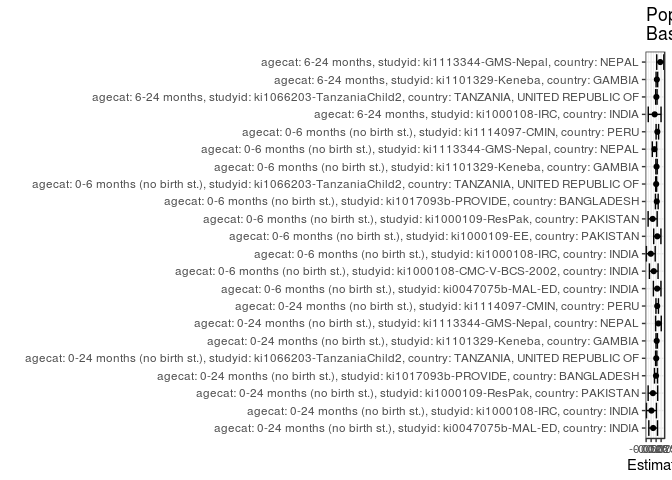 Pop
Bas
agecat: 6-24 months, studyid: ki1113344-GMS-Nepal, country: NEPAL
agecat: 6-24 months, studyid: ki1101329-Keneba, country: GAMBIA
agecat: 6-24 months, studyid: ki1066203-TanzaniaChild2, country: TANZANIA, UNITED REPUBLIC OF
agecat: 6-24 months, studyid: ki1000108-IRC, country: INDIA
agecat: 0-6 months (no birth st.), studyid: ki1114097-CMIN, country: PERU
agecat: 0-6 months (no birth st.), studyid: ki1113344-GMS-Nepal, country: NEPAL
agecat: 0-6 months (no birth st.), studyid: ki1101329-Keneba, country: GAMBIA
agecat: 0-6 months (no birth st.), studyid: ki1066203-TanzaniaChild2, country: TANZANIA, UNITED REPUBLIC OF
agecat: 0-6 months (no birth st.), studyid: ki1017093b-PROVIDE, country: BANGLADESH
agecat: 0-6 months (no birth st.), studyid: ki1000109-ResPak, country: PAKISTAN
agecat: 0-6 months (no birth st.), studyid: ki1000109-EE, country: PAKISTAN
agecat: 0-6 months (no birth st.), studyid: ki1000108-IRC, country: INDIA
agecat: 0-6 months (no birth st.), studyid: ki1000108-CMC-V-BCS-2002, country: INDIA
agecat: 0-6 months (no birth st.), studyid: ki0047075b-MAL-ED, country: INDIA
agecat: 0-24 months (no birth st.), studyid: ki1114097-CMIN, country: PERU
agecat: 0-24 months (no birth st.), studyid: ki1113344-GMS-Nepal, country: NEPAL
agecat: 0-24 months (no birth st.), studyid: ki1101329-Keneba, country: GAMBIA
agecat: 0-24 months (no birth st.), studyid: ki1066203-TanzaniaChild2, country: TANZANIA, UNITED REPUBLIC OF
agecat: 0-24 months (no birth st.), studyid: ki1017093b-PROVIDE, country: BANGLADESH
agecat: 0-24 months (no birth st.), studyid: ki1000109-ResPak, country: PAKISTAN
agecat: 0-24 months (no birth st.), studyid: ki1000108-IRC, country: INDIA
agecat: 0-24 months (no birth st.), studyid: ki0047075b-MAL-ED, country: INDIA
Estimat